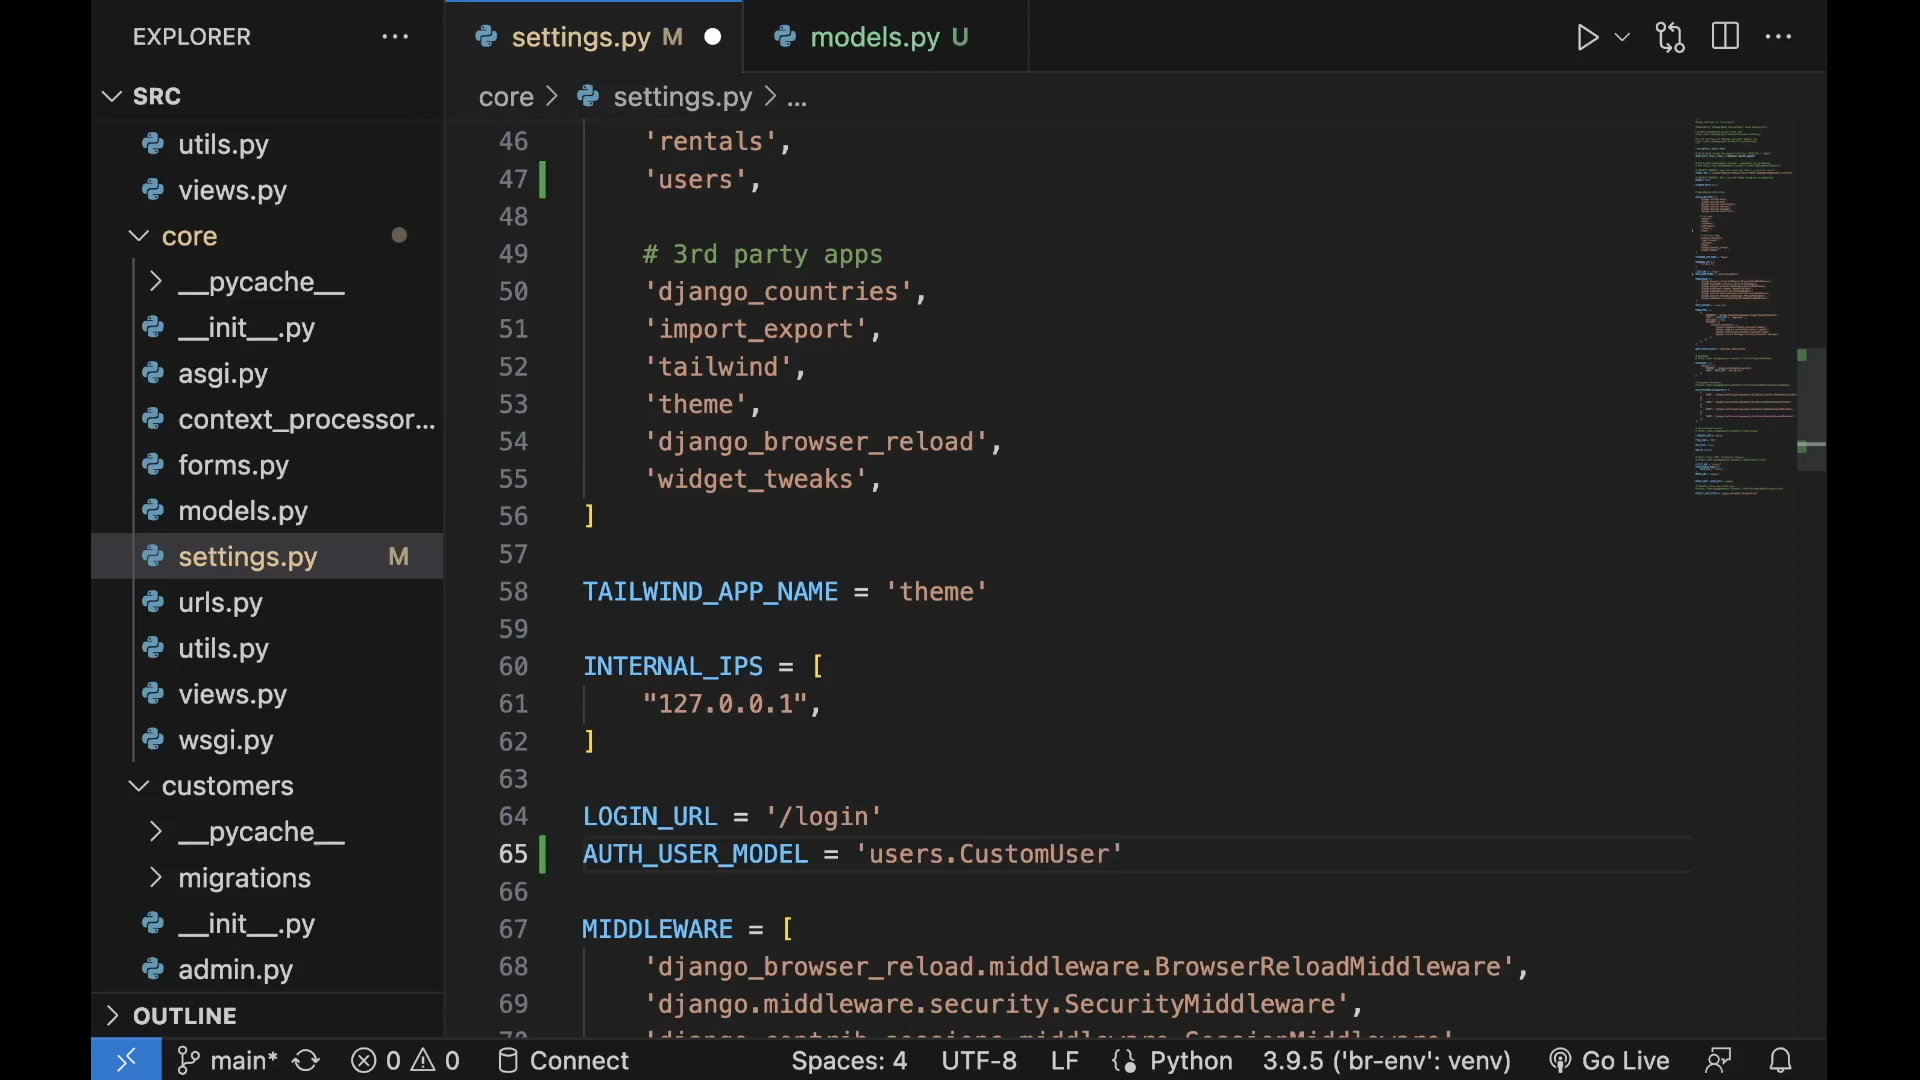 EXPLORER
SRC
utils.py
views.py
core
__pycache__
__init__.py
asgi.py
context_processor...
forms.py
models.py
settings.py M
urls.py
utils.py
views.py
wsgi.py
customers
__pycache__
migrations
__init__.py
admin.py
OUTLINE
settings.py M
models.py U
core > settings.py > ...
46 'rentals',
47 'users',
48
49 # 3rd party apps
50 'django_countries',
51 'import_export',
52 'tailwind',
53 'theme',
54 'django_browser_reload',
55 'widget_tweaks',
56 ]
57
58 TAILWIND_APP_NAME = 'theme'
59
60 INTERNAL_IPS = [
61 "127.0.0.1",
62 ]
63
64 LOGIN_URL = '/login'
65 AUTH_USER_MODEL = 'users.CustomUser'
66
67 MIDDLEWARE = [
68 'django_browser_reload.middleware.BrowserReloadMiddleware',
69 'django.middleware.security.SecurityMiddleware',
70 'django.contrib.sessions.middleware.SessionMiddleware'
main* 0 0 Connect Spaces: 4 UTF-8 LF {} Python 3.9.5 ('br-env': venv) Go Live